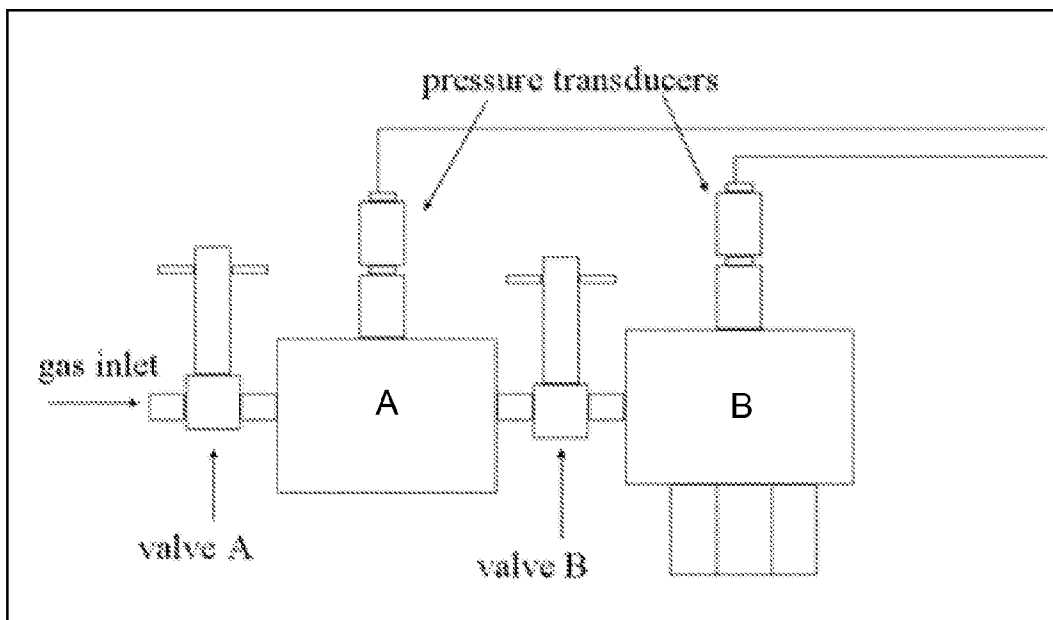 pressure transducers
gas inlet
A
B
valve A
valve B